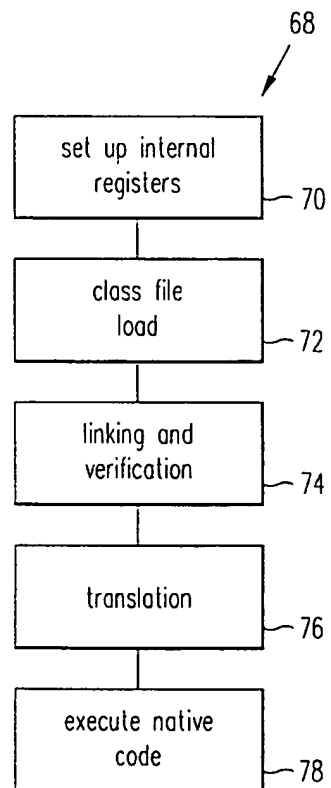 68
set up internal
registers
70
class file
load
72
linking and
verification
74
translation
76
execute native
code
78